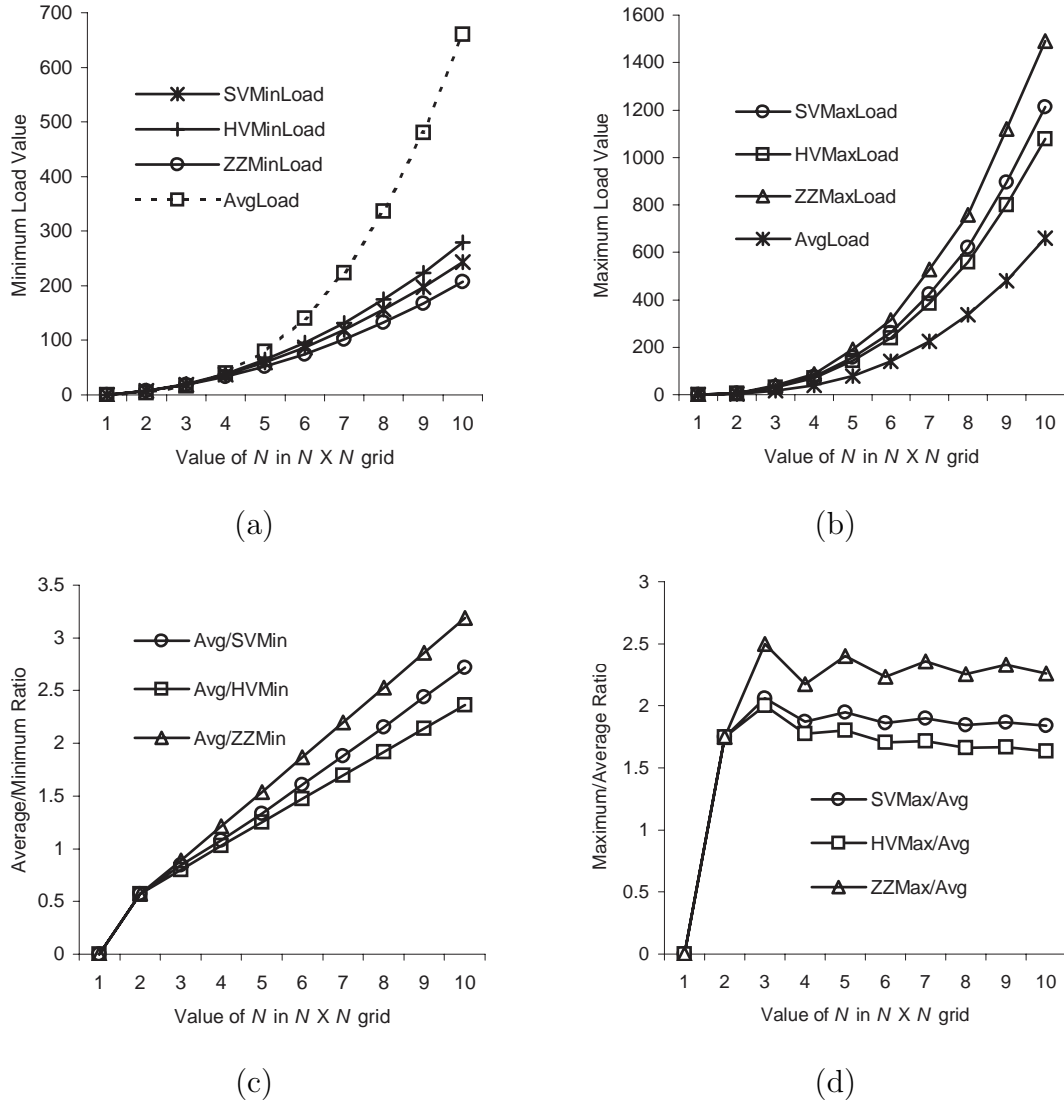 700
600
500
400
300
200
100
0
Minimum Load Value
SVMinLoad
HVMinLoad
ZZMinLoad
AvgLoad
1 2 3 4 5 6 7 8 9 10
Value of N in N X N grid
(a)
1600
1400
1200
1000
800
600
400
200
0
Maximum Load Value
SVMaxLoad
HVMaxLoad
ZZMaxLoad
AvgLoad
1 2 3 4 5 6 7 8 9 10
Value of N in N X N grid
(b)
3.5
3
2.5
2
1.5
1
0.5
0
Average/Minimum Ratio
Avg/SVMin
Avg/HVMin
Avg/ZZMin
1 2 3 4 5 6 7 8 9 10
Value of N in N X N grid
(c)
3
2.5
2
1.5
1
0.5
0
Maximum/Average Ratio
SVMax/Avg
HVMax/Avg
ZZMax/Avg
1 2 3 4 5 6 7 8 9 10
Value of N in N X N grid
(d)